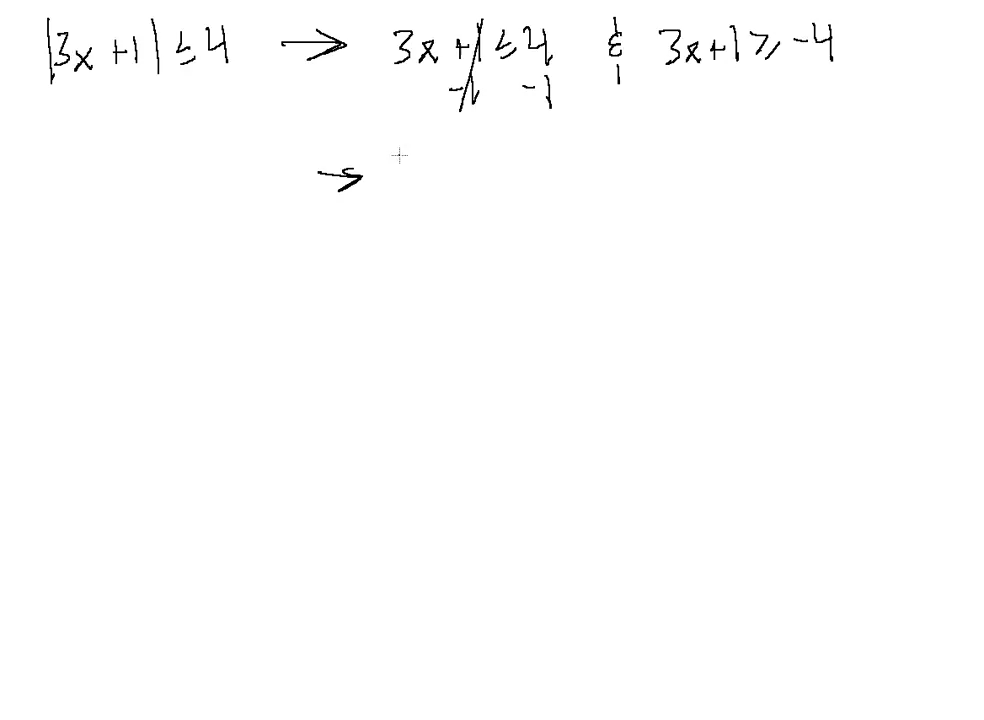 |3x+1| ≤ 4 → 3x+1 ≤ 4 & 3x+1 ≥ -4
-1 -1
→